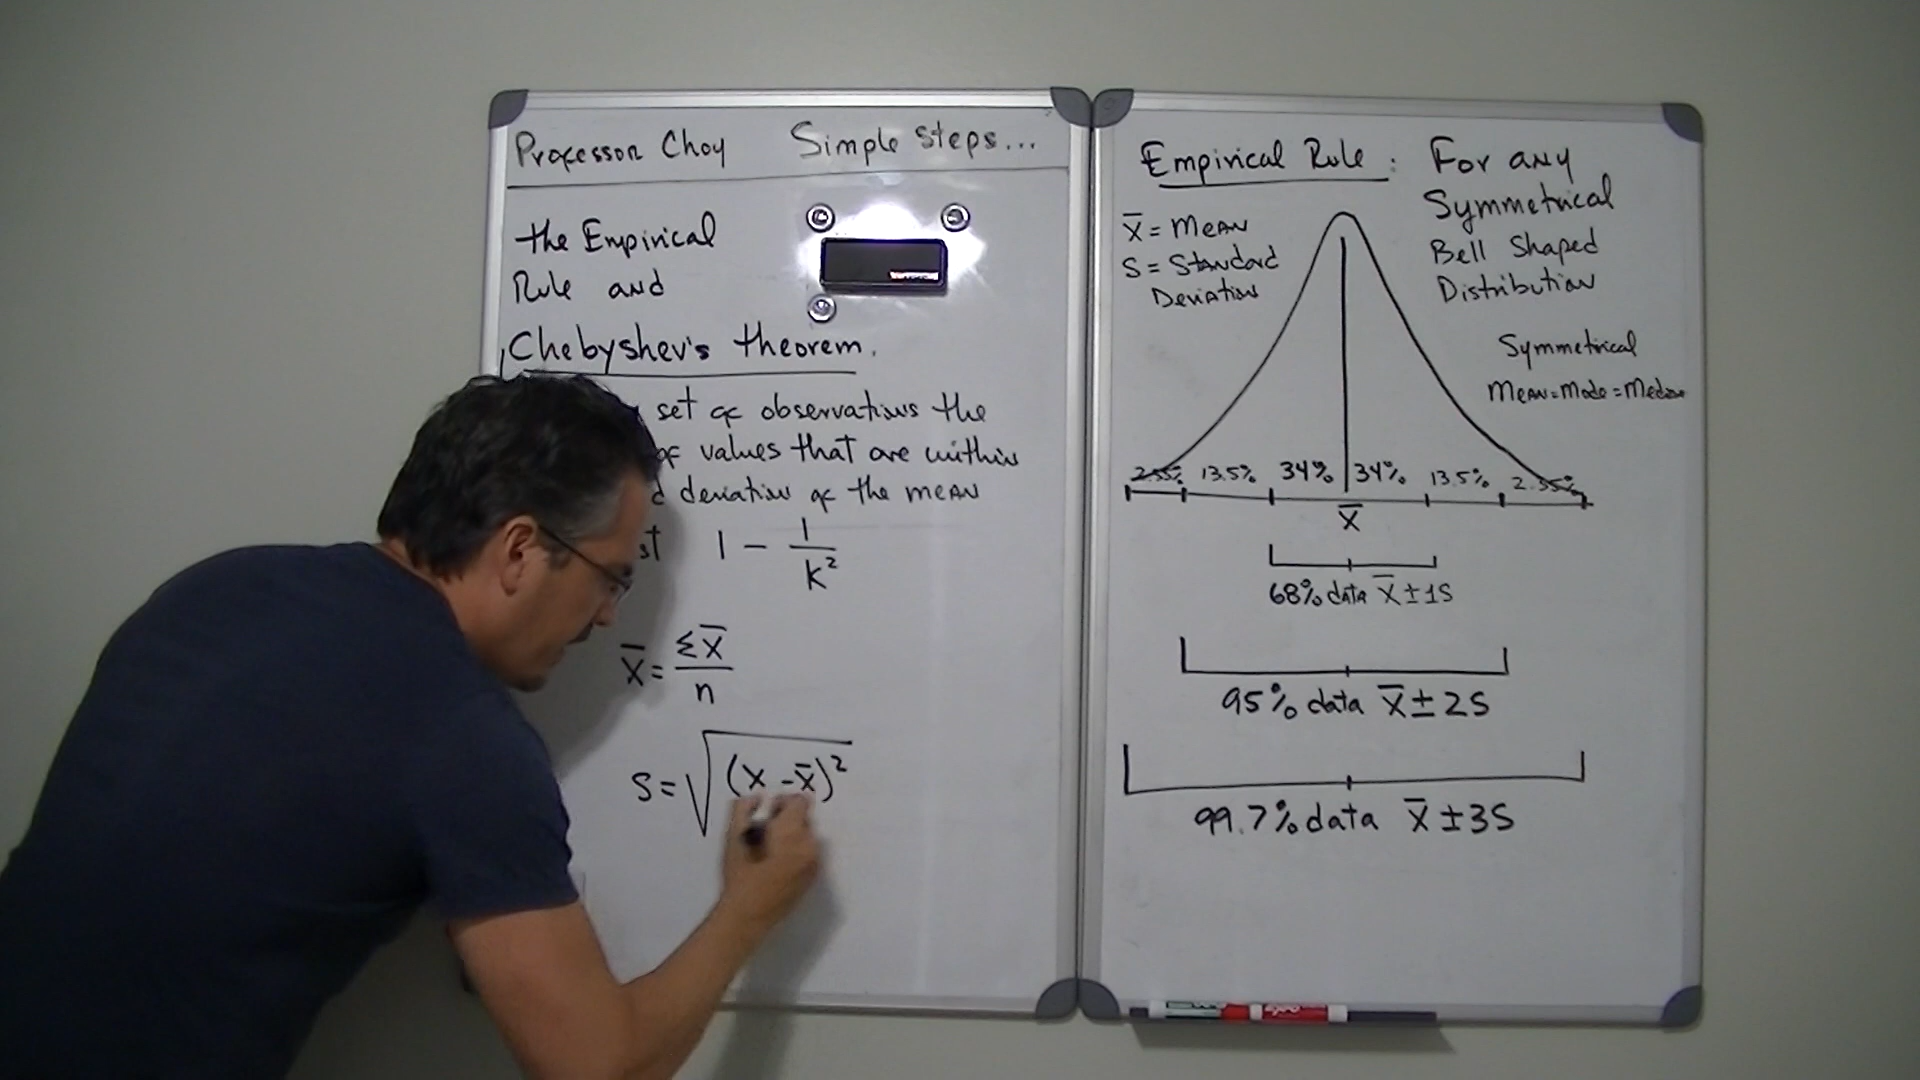 Professor Choy Simple Steps...
the Empirical
Rule and
Chebyshev's theorem.
set of observations the
of values that are within
deviation of the mean
st 1 - 1/k²
x̄ = Σx̄/n
S = √(x - x̄)²
Empirical Rule: For any
Symmetrical
Bell Shaped
Distribution
x̄ = Mean
S = Standard
Deviation
Symmetrical
Mean=Mode=Median
2.35% 13.5% 34% 34% 13.5% 2.35%
x̄
68% data x̄ ± 1S
95% data x̄ ± 2S
99.7% data x̄ ± 3S